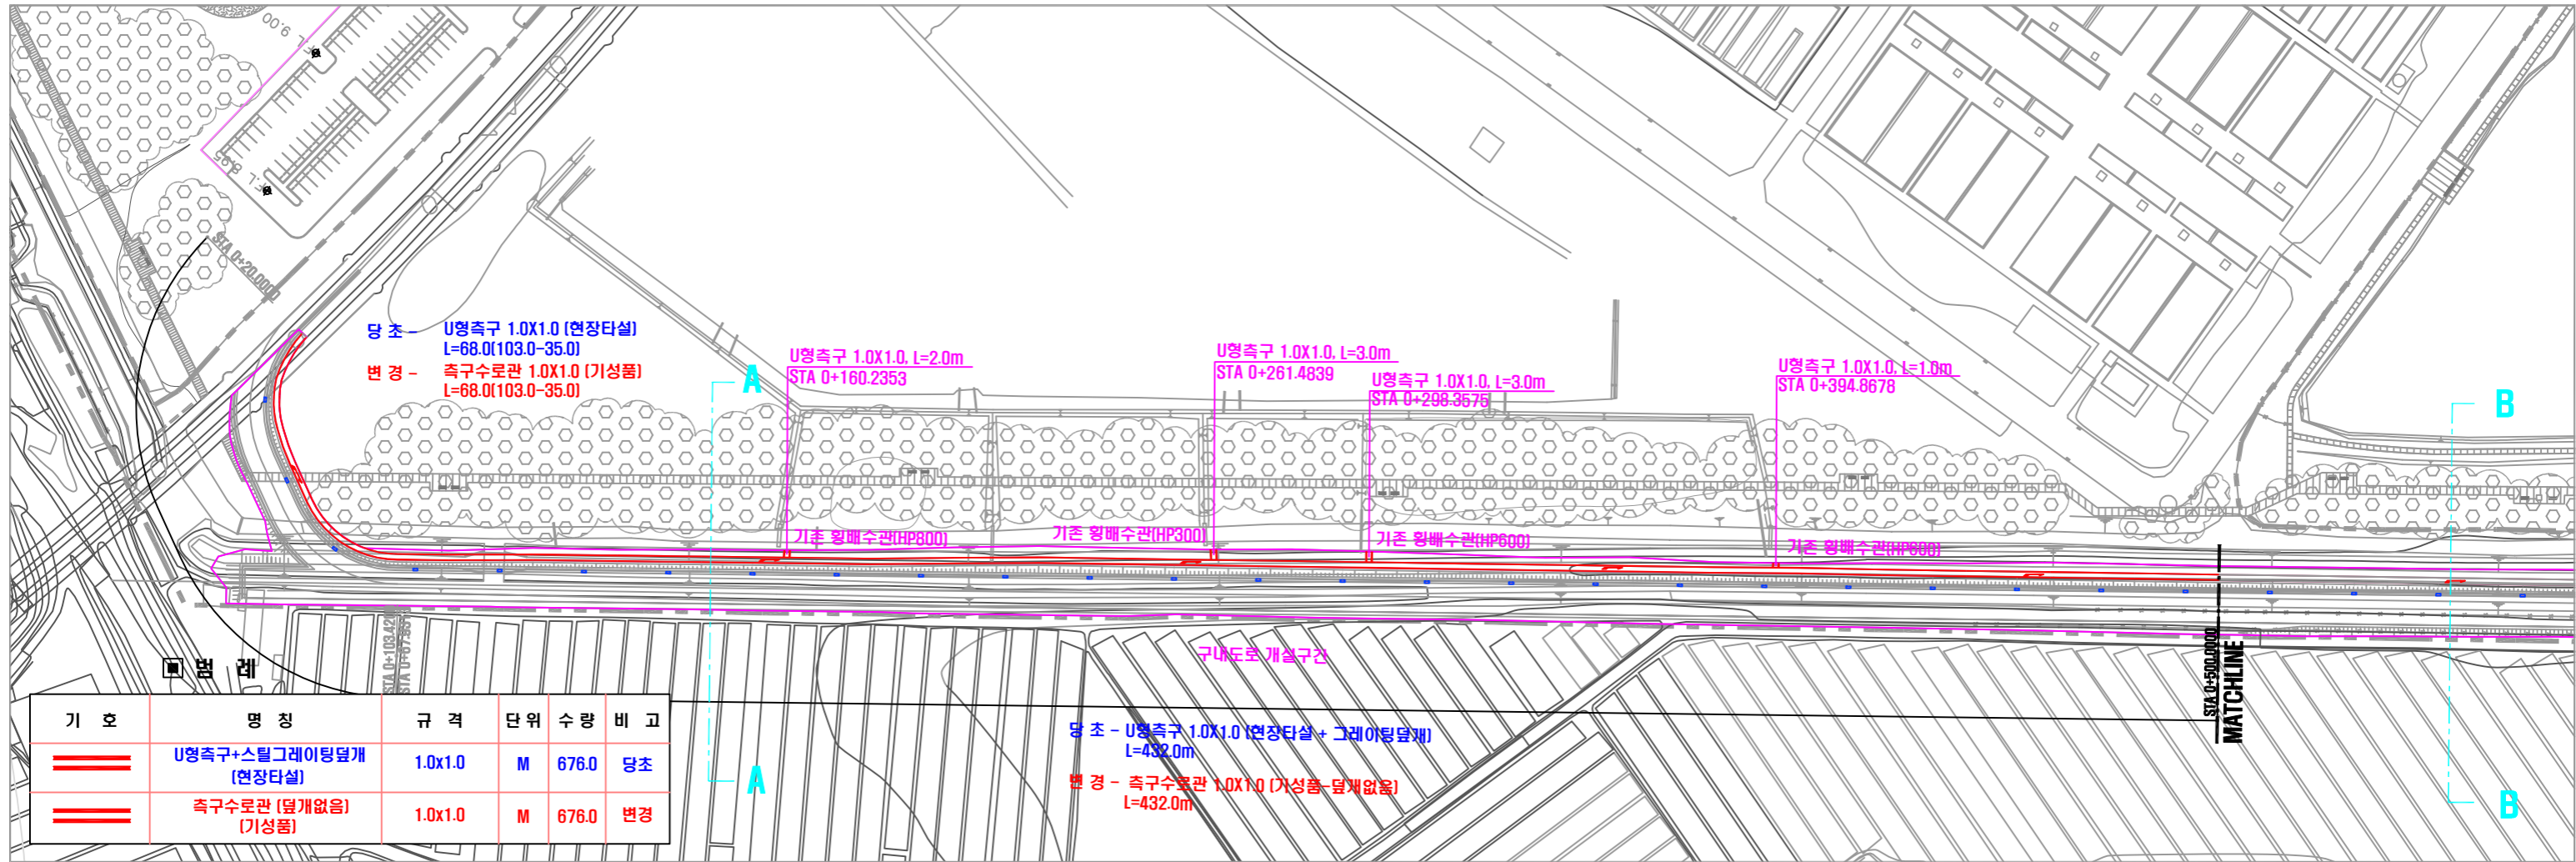 F.L 9.00
F.L 8.95
STA 0+20.0000
당 초 - U형측구 1.0X1.0 (현장타설)
L=68.0(103.0-35.0)
변 경 - 측구수로관 1.0X1.0 (기성품)
L=68.0(103.0-35.0)
A
U형측구 1.0X1.0, L=2.0m
STA 0+160.2353
U형측구 1.0X1.0, L=3.0m
STA 0+261.4839
U형측구 1.0X1.0, L=3.0m
STA 0+298.3575
U형측구 1.0X1.0, L=1.0m
STA 0+394.8678
B
기존 횡배수관(HP800)
기존 횡배수관(HP300)
기존 횡배수관(HP600)
기존 횡배수관(HP600)
구내도로 개설구간
STA 0+500.0000
MATCHLINE
당 초 - U형측구 1.0X1.0 (현장타설 + 그레이팅덮개)
L=432.0m
변 경 - 측구수로관 1.0X1.0 (기성품-덮개없음)
L=432.0m
A
B
범 례
기 호 명 칭 규 격 단위 수량 비 고
U형측구+스틸그레이팅덮개
(현장타설)
1.0x1.0 M 676.0 당초
측구수로관 (덮개없음)
(기성품)
1.0x1.0 M 676.0 변경